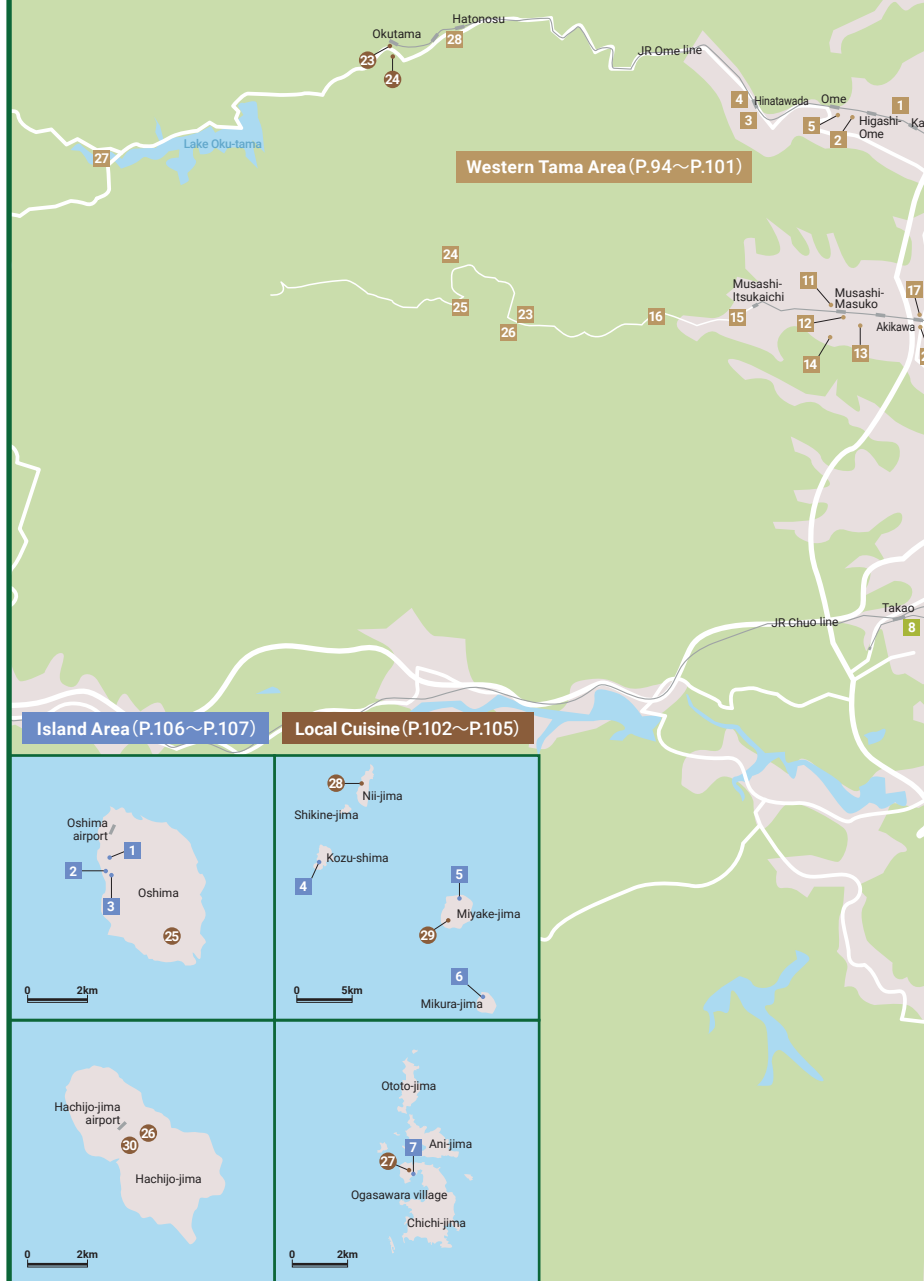 Hatonosu
Okutama
28
23
24
JR Ome line
4
Hinatawada
Ome
1
3
5
2
Higashi-
Ome
Lake Oku-tama
27
Western Tama Area(P.94～P.101)
24
25
23
26
16
15
Musashi-
Itsukaichi
11
Musashi-
Masuko
17
12
Akikawa
14
13
JR Chuo line
Takao
8
Island Area(P.106～P.107)
Local Cuisine(P.102～P.105)
Oshima
airport
1
2
3
Oshima
25
0 2km
28
Nii-jima
Shikine-jima
Kozu-shima
4
5
Miyake-jima
29
6
Mikura-jima
0 5km
Hachijo-jima
airport
26
30
Hachijo-jima
0 2km
Ototo-jima
7
Ani-jima
27
Ogasawara village
Chichi-jima
0 2km